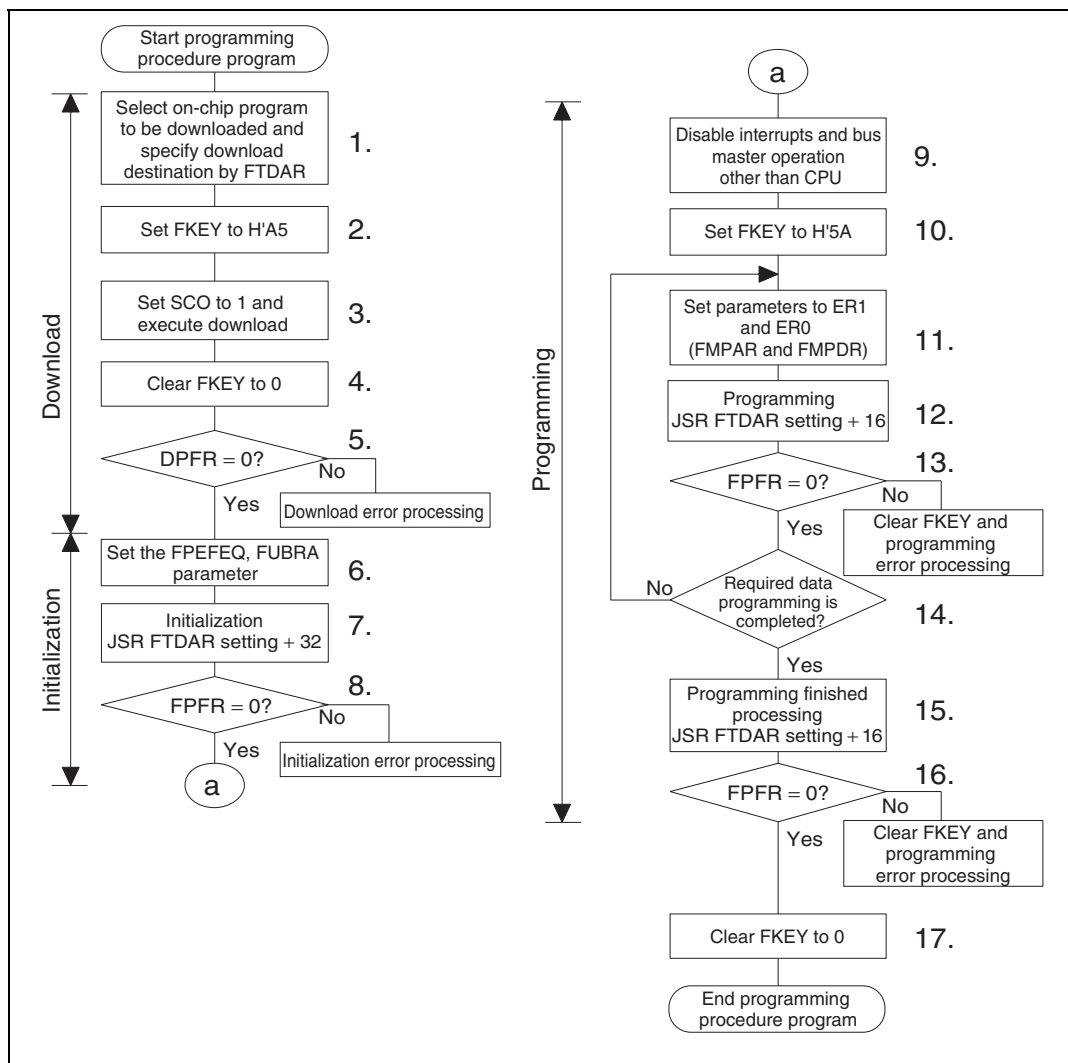 Start programming
procedure program
Select on-chip program
to be downloaded and
specify download
destination by FTDAR
1.
Set FKEY to H'A5
2.
Set SCO to 1 and
execute download
3.
Clear FKEY to 0
4.
DPFR = 0?
5.
No
Yes
Download error processing
Download
Set the FPEFEQ, FUBRA
parameter
6.
Initialization
JSR FTDAR setting + 32
7.
FPFR = 0?
8.
No
Yes
Initialization error processing
Initialization
a
a
Disable interrupts and bus
master operation
other than CPU
9.
Set FKEY to H'5A
10.
Set parameters to ER1
and ER0
(FMPAR and FMPDR)
11.
Programming
JSR FTDAR setting + 16
12.
FPFR = 0?
13.
No
Yes
Clear FKEY and
programming
error processing
Programming
No
Required data
programming is
completed?
14.
Yes
Programming finished
processing
JSR FTDAR setting + 16
15.
FPFR = 0?
16.
No
Yes
Clear FKEY and
programming
error processing
Clear FKEY to 0
17.
End programming
procedure program